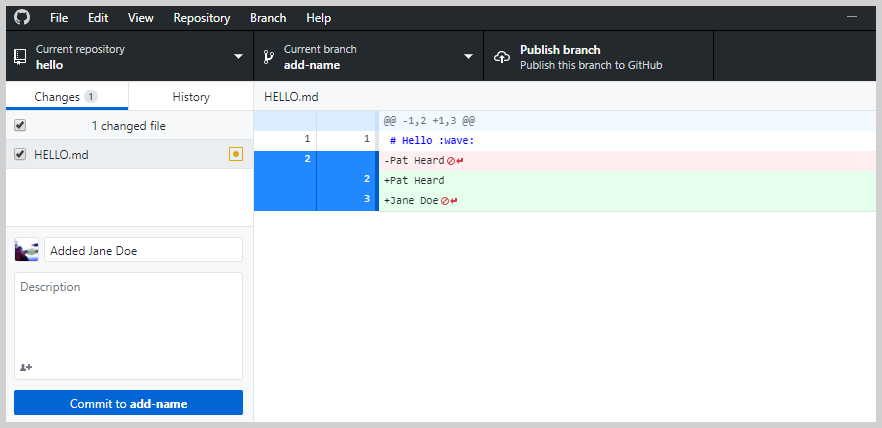 File Edit View Repository Branch Help
Current repository
hello
Current branch
add-name
Publish branch
Publish this branch to GitHub
Changes 1
History
1 changed file
HELLO.md
Added Jane Doe
Description
Commit to add-name
HELLO.md
@@ -1,2 +1,3 @@
1 1 # Hello :wave:
2 -Pat Heard
2 +Pat Heard
3 +Jane Doe